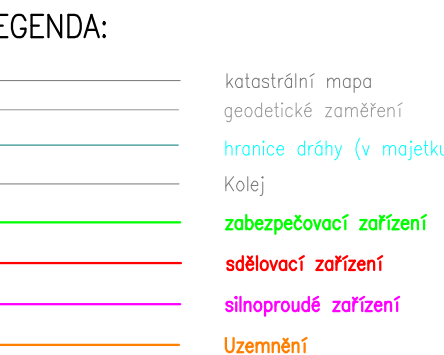 EGENDA:
katastrální mapa
geodetické zaměření
hranice dráhy (v majetku
Kolej
zabezpečovací zařízení
sdělovací zařízení
silnoproudé zařízení
Uzemnění